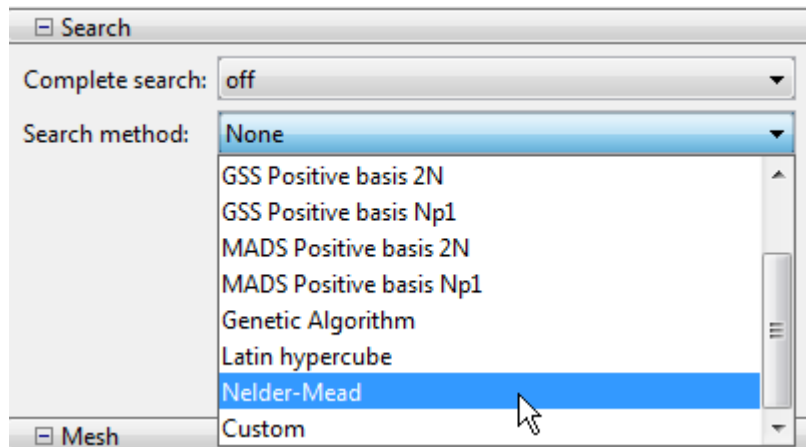 Search
Complete search: off
Search method: None
GSS Positive basis 2N
GSS Positive basis Np1
MADS Positive basis 2N
MADS Positive basis Np1
Genetic Algorithm
Latin hypercube
Nelder-Mead
Custom
Mesh